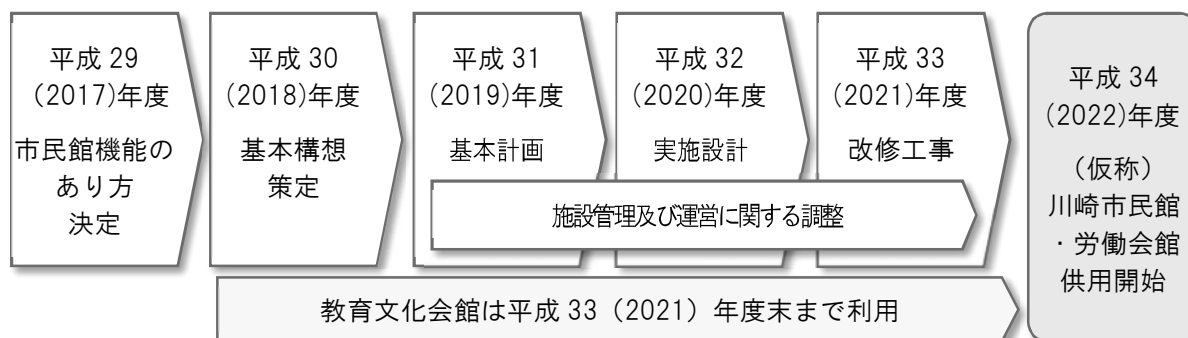 平成 29
(2017)年度
市民館機能の
あり方
決定
平成 30
(2018)年度
基本構想
策定
平成 31
(2019)年度
基本計画
平成 32
(2020)年度
実施設計
平成 33
(2021)年度
改修工事
施設管理及び運営に関する調整
教育文化会館は平成 33（2021）年度末まで利用
平成 34
(2022)年度
（仮称）
川崎市民館
・労働会館
供用開始